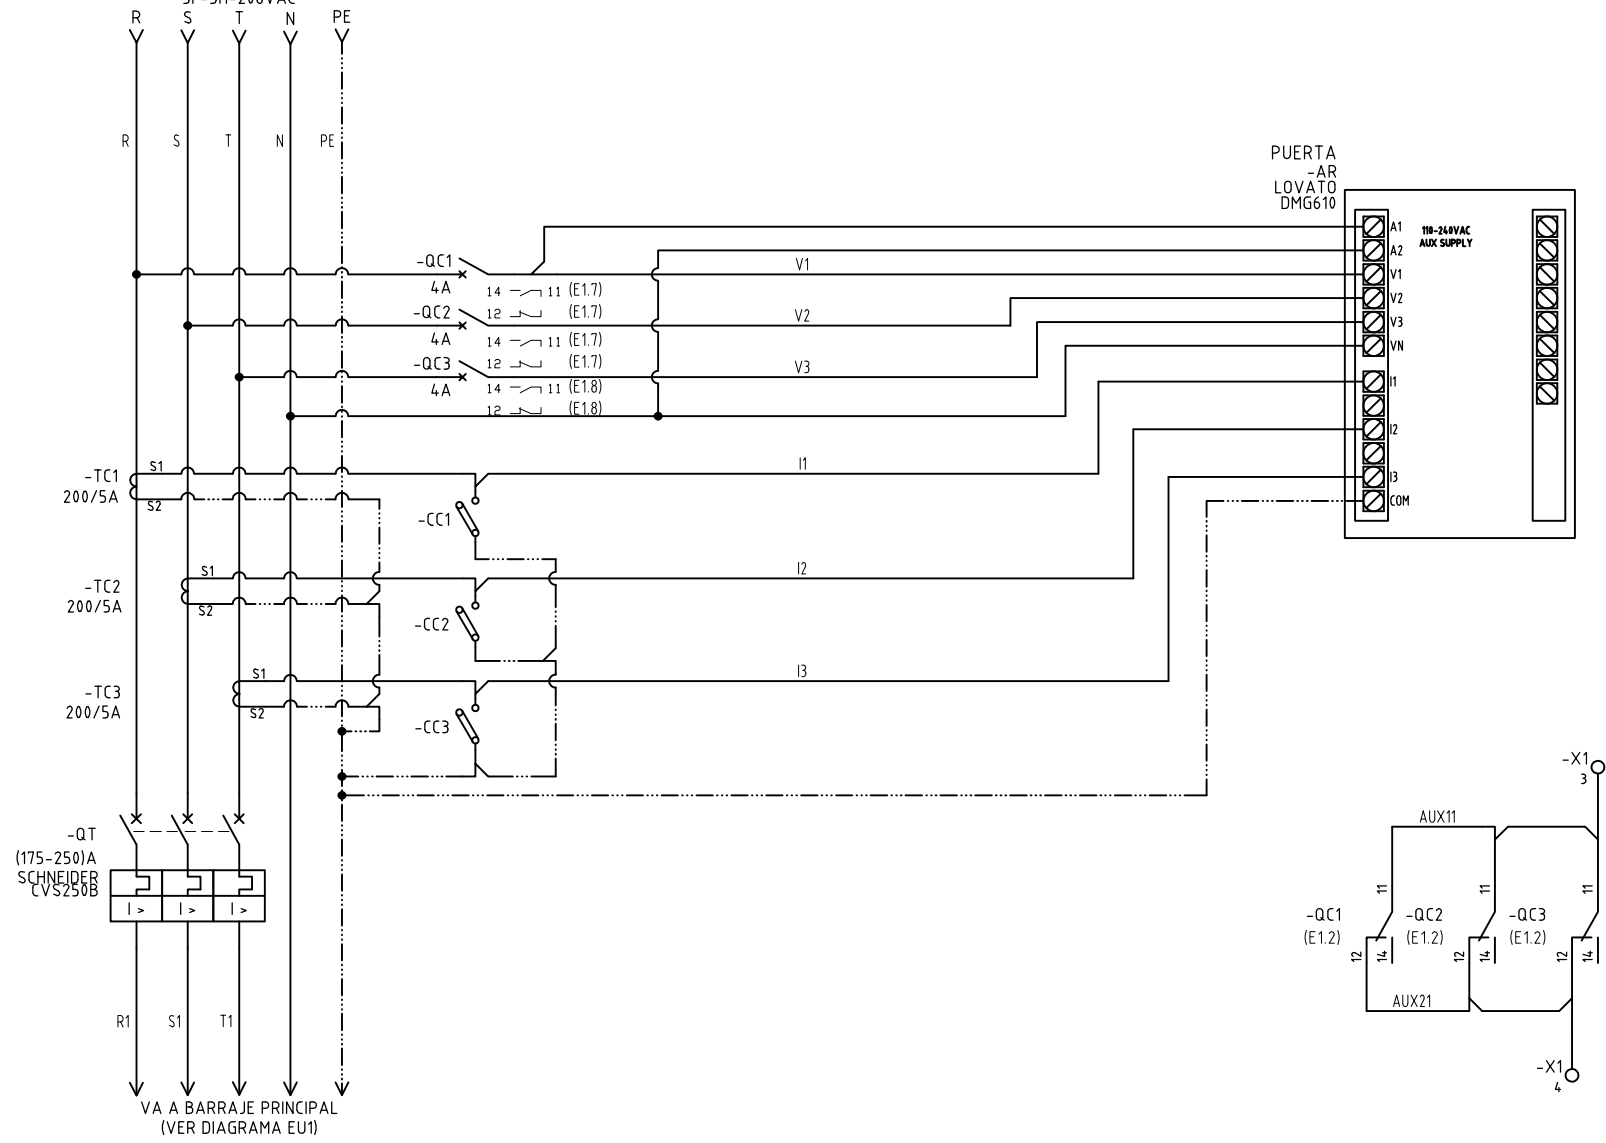 R S T N PE
R S T N PE
PUERTA
-AR
LOVATO
DMG610
A1
110-240VAC
AUX SUPPLY
A2
V1
V2
V3
VN
I1
I2
I3
COM
-QC1
4A
V1
14 11 (E1.7)
12 (E1.7)
-QC2
4A
V2
14 11 (E1.7)
12 (E1.7)
-QC3
4A
V3
14 11 (E1.8)
12 (E1.8)
-TC1
200/5A
S1
S2
I1
-CC1
-TC2
200/5A
S1
S2
I2
-CC2
-TC3
200/5A
S1
S2
I3
-CC3
-QT
(175-250)A
SCHNEIDER
CVS250B
I > I > I >
R1 S1 T1
VA A BARRAJE PRINCIPAL
(VER DIAGRAMA EU1)
-X1
3
AUX11
11 11 11
-QC1 -QC2 -QC3
(E1.2) (E1.2) (E1.2)
12 14 12 14 12 14
AUX21
-X1
4